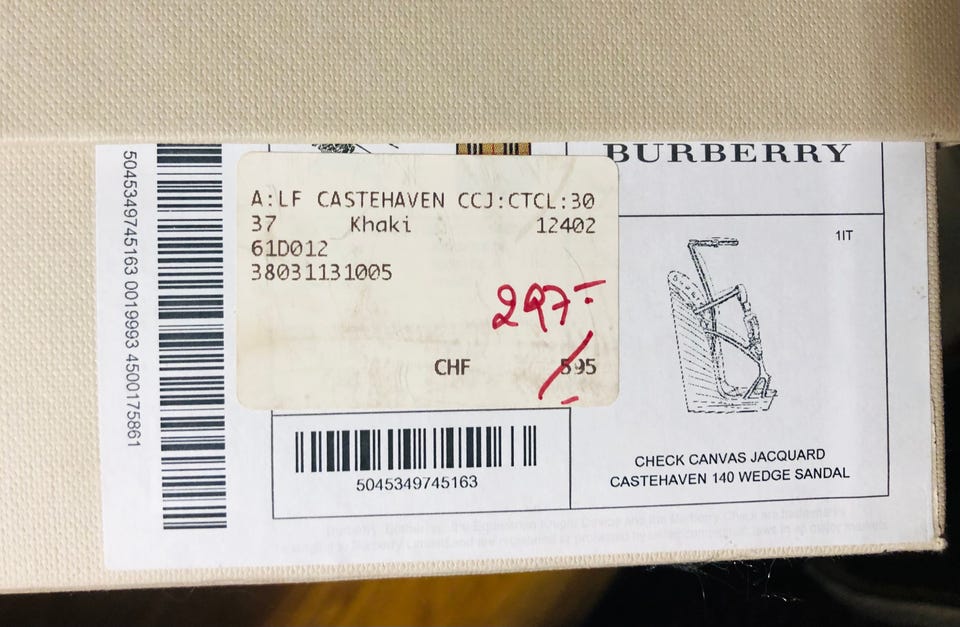 5045349745163 0019993 4500175861
A:LF CASTEHAVEN CCJ:CTCL:30
37 Khaki 12402
61D012
38031131005
297.-
CHF 595
5045349745163
BURBERRY
1IT
CHECK CANVAS JACQUARD
CASTEHAVEN 140 WEDGE SANDAL